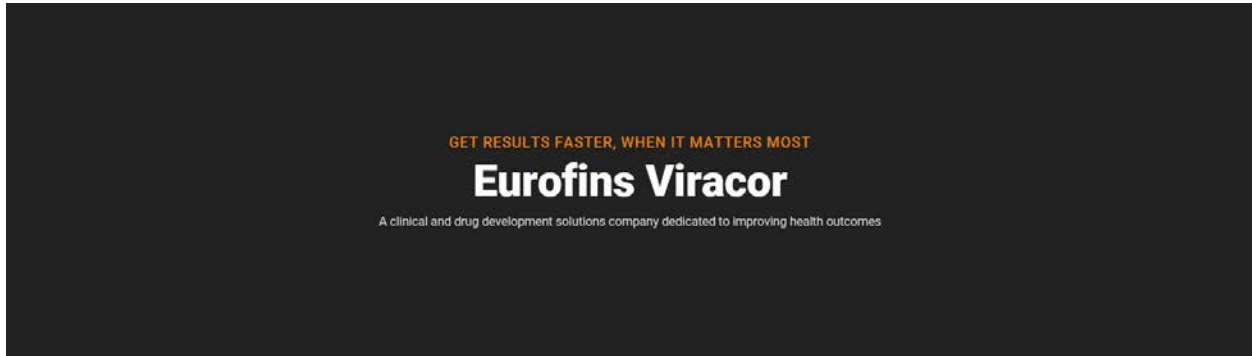 GET RESULTS FASTER, WHEN IT MATTERS MOST
Eurofins Viracor
A clinical and drug development solutions company dedicated to improving health outcomes